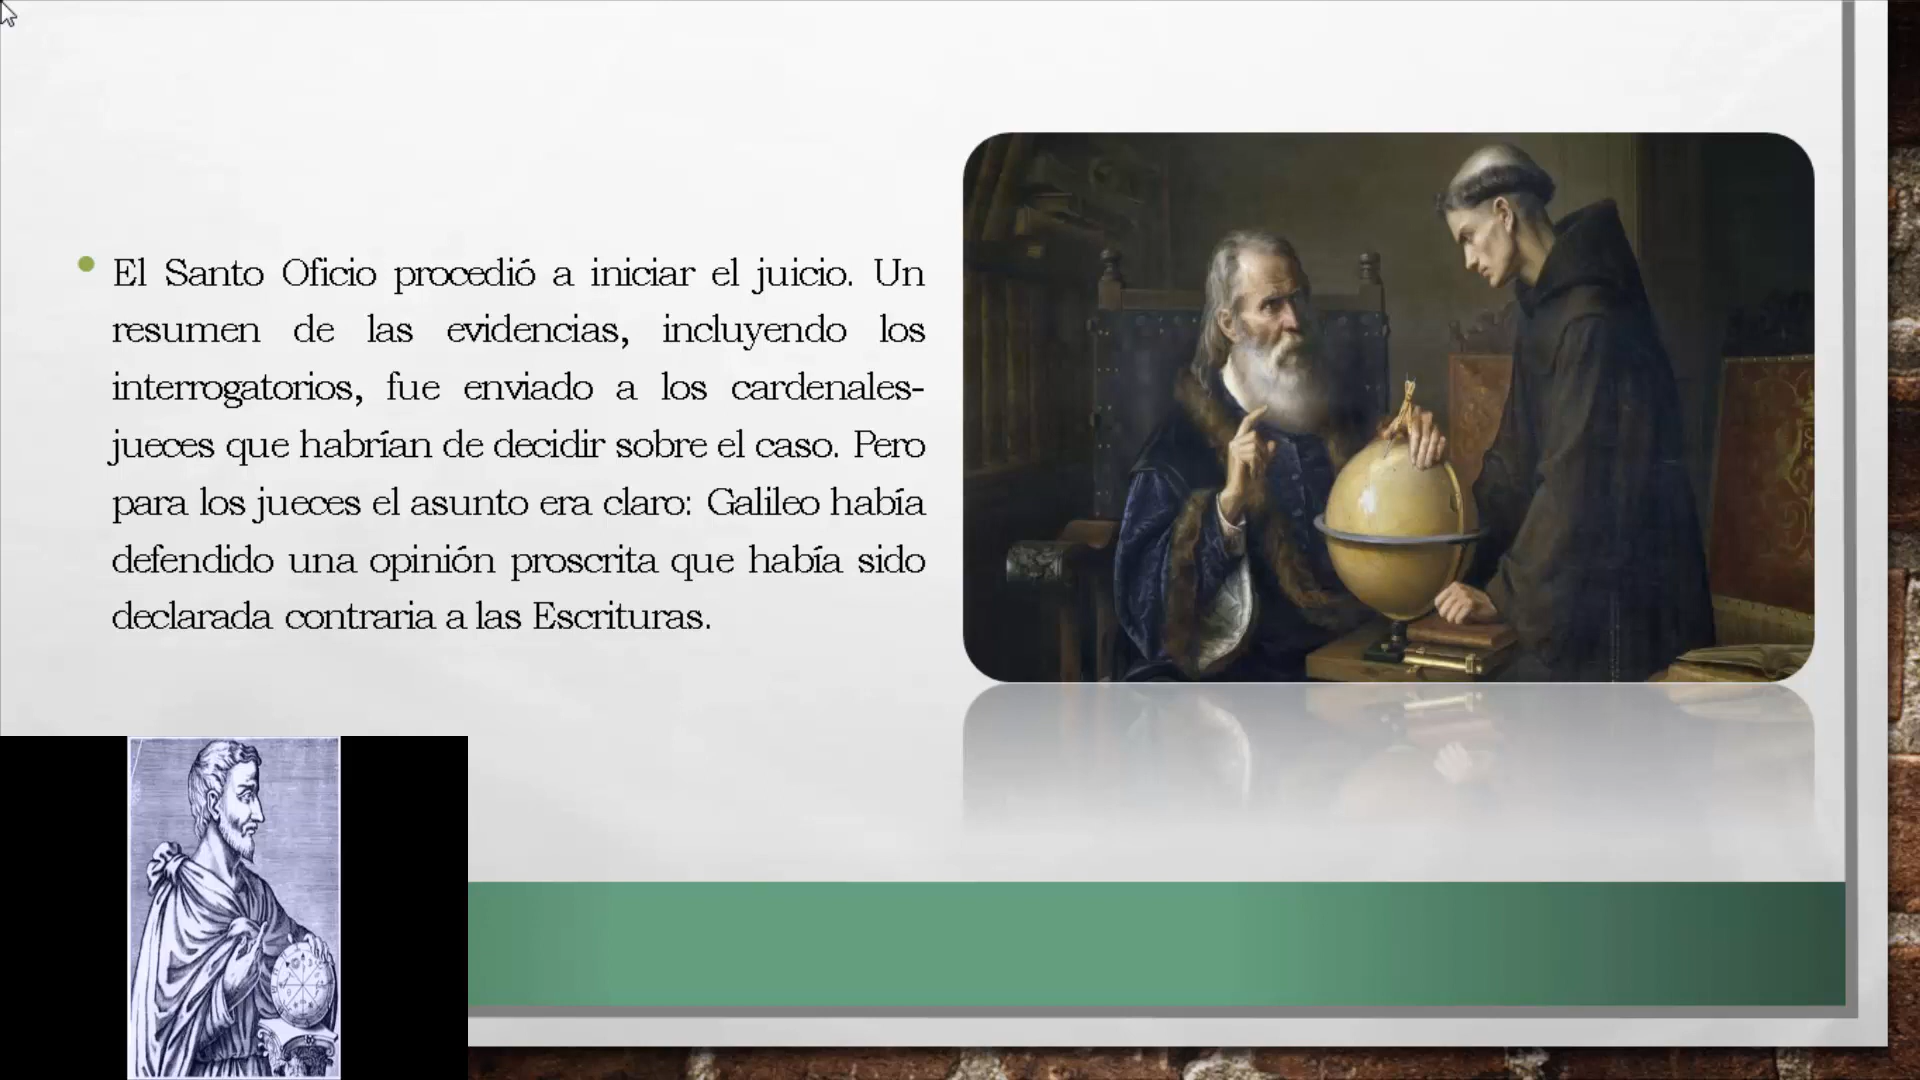 El Santo Oficio procedió a iniciar el juicio. Un
resumen de las evidencias, incluyendo los
interrogatorios, fue enviado a los cardenales-
jueces que habrían de decidir sobre el caso. Pero
para los jueces el asunto era claro: Galileo había
defendido una opinión proscrita que había sido
declarada contraria a las Escrituras.